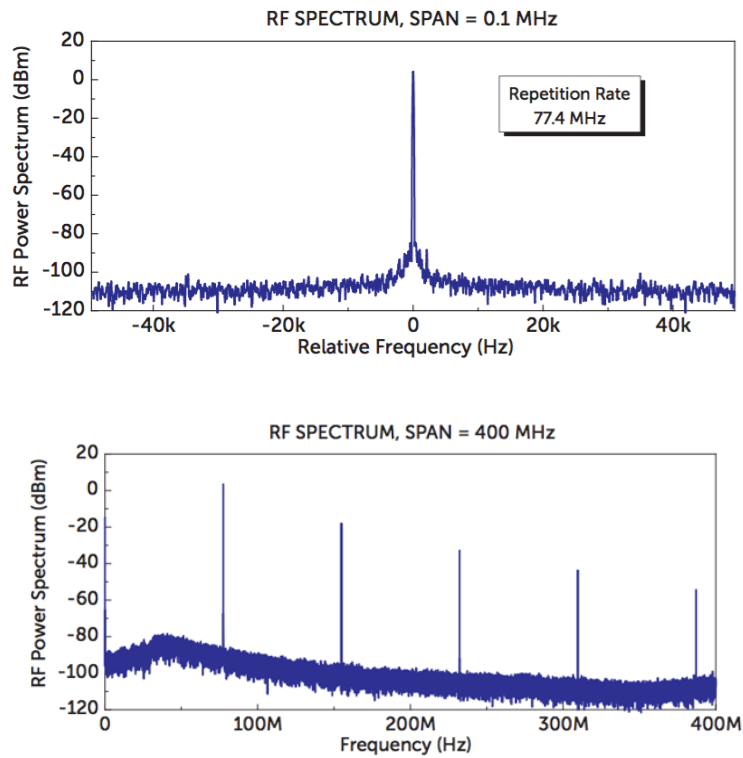 RF SPECTRUM, SPAN = 0.1 MHz
RF Power Spectrum (dBm)
20
0
-20
-40
-60
-80
-100
-120
Repetition Rate
77.4 MHz
-40k
-20k
0
20k
40k
Relative Frequency (Hz)
RF SPECTRUM, SPAN = 400 MHz
RF Power Spectrum (dBm)
20
0
-20
-40
-60
-80
-100
-120
0
100M
200M
300M
400M
Frequency (Hz)